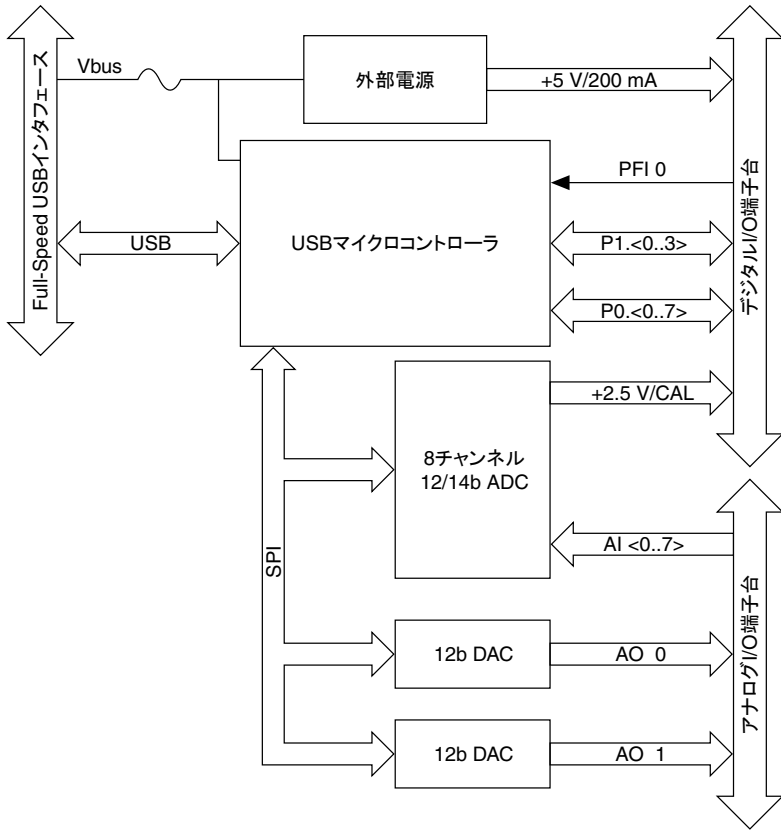 Full-Speed USBインタフェース
Vbus
外部電源
+5 V/200 mA
デジタルI/O端子台
USB
USBマイクロコントローラ
PFI 0
P1.<0..3>
P0.<0..7>
SPI
8チャンネル
12/14b ADC
+2.5 V/CAL
AI <0..7>
アナログI/O端子台
12b DAC
AO 0
12b DAC
AO 1